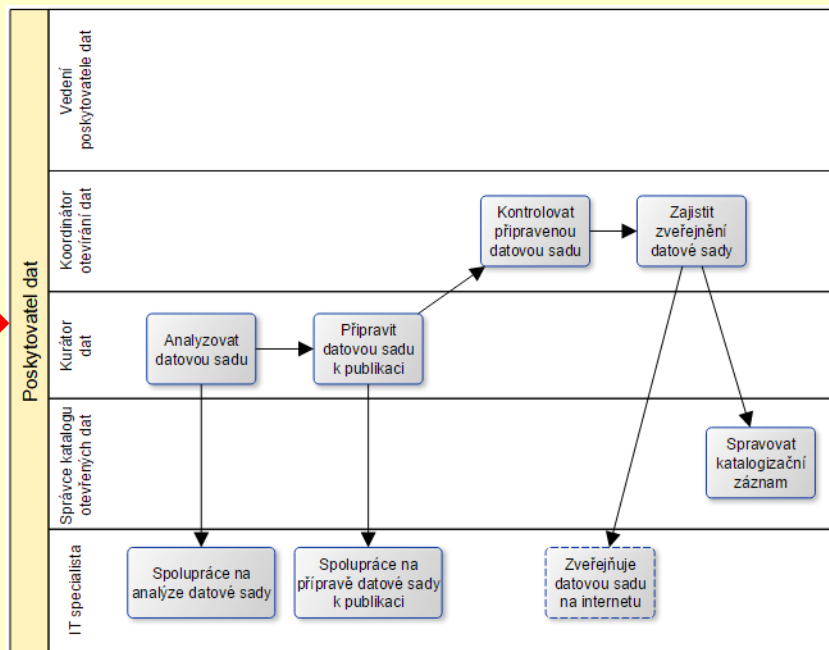 Poskytovatel dat
Vedení
poskytovatele dat
Koordinátor
otevírání dat
Kontrolovat
připravenou
datovou sadu
Zajistit
zveřejnění
datové sady
Kurátor
dat
Analyzovat
datovou sadu
Připravit
datovou sadu
k publikaci
Správce katalogu
otevřených dat
Spravovat
katalogizační
záznam
IT specialista
Spolupráce na
analýze datové sady
Spolupráce na
přípravě datové sady
k publikaci
Zveřejňuje
datovou sadu
na internetu